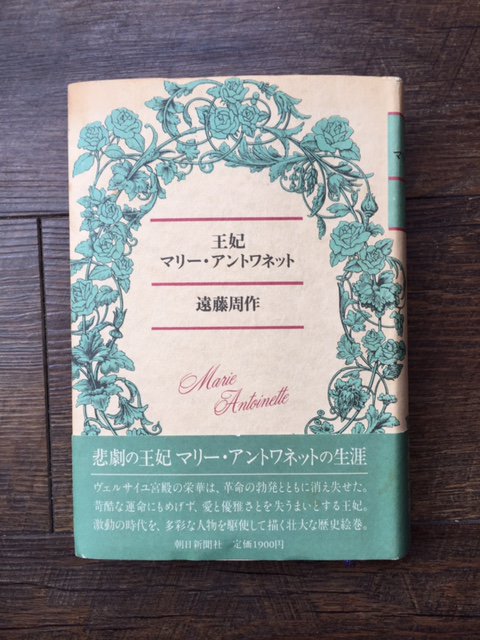 王妃
マリー・アントワネット
遠藤周作
Marie
Antoinette
悲劇の王妃 マリー・アントワネットの生涯
ヴェルサイユ宮殿の栄華は、革命の勃発とともに消え失せた。
苛酷な運命にもめげず、愛と優雅さとを失うまいとする王妃。
激動の時代を、多彩な人物を駆使して描く壮大な歴史絵巻。
朝日新聞社 定価1900円
マ